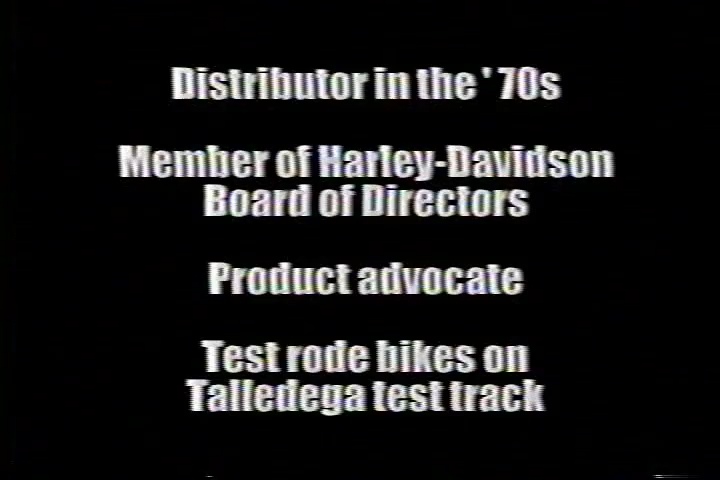 Distributor in the ' 70s
Member of Harley-Davidson
Board of Directors
Product advocate
Test rode bikes on
Talledega test track